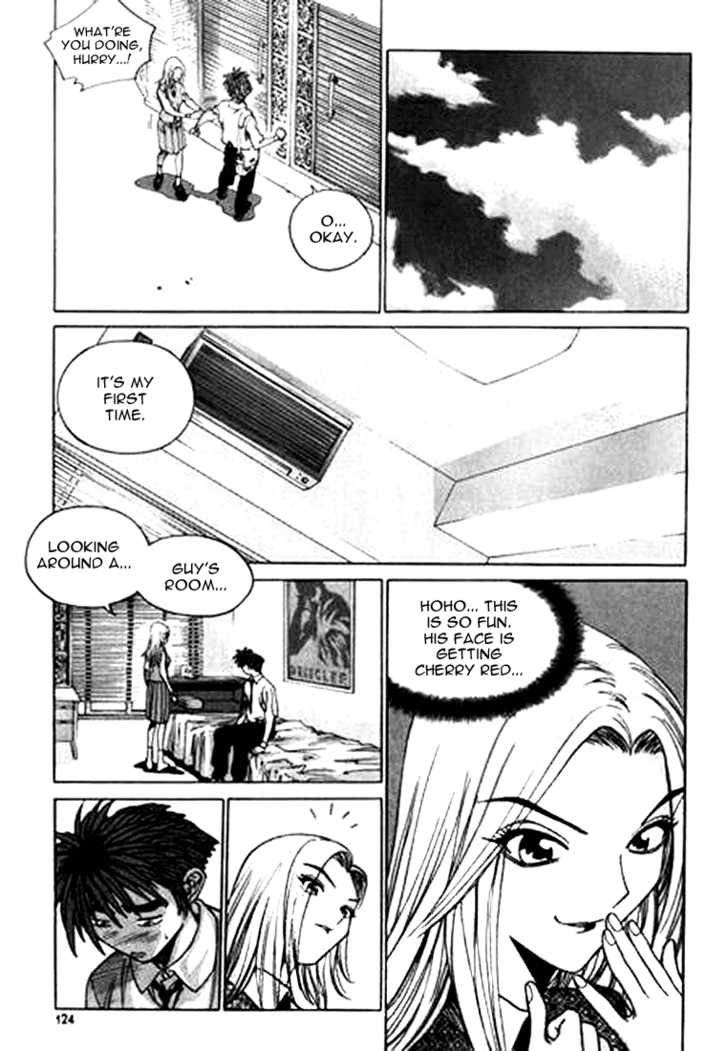 WHAT'RE
YOU DOING,
HURRY...!
O...
OKAY.
IT'S MY
FIRST
TIME.
LOOKING
AROUND A...
GUY'S
ROOM...
HOHO... THIS
IS SO FUN.
HIS FACE IS
GETTING
CHERRY RED...
124